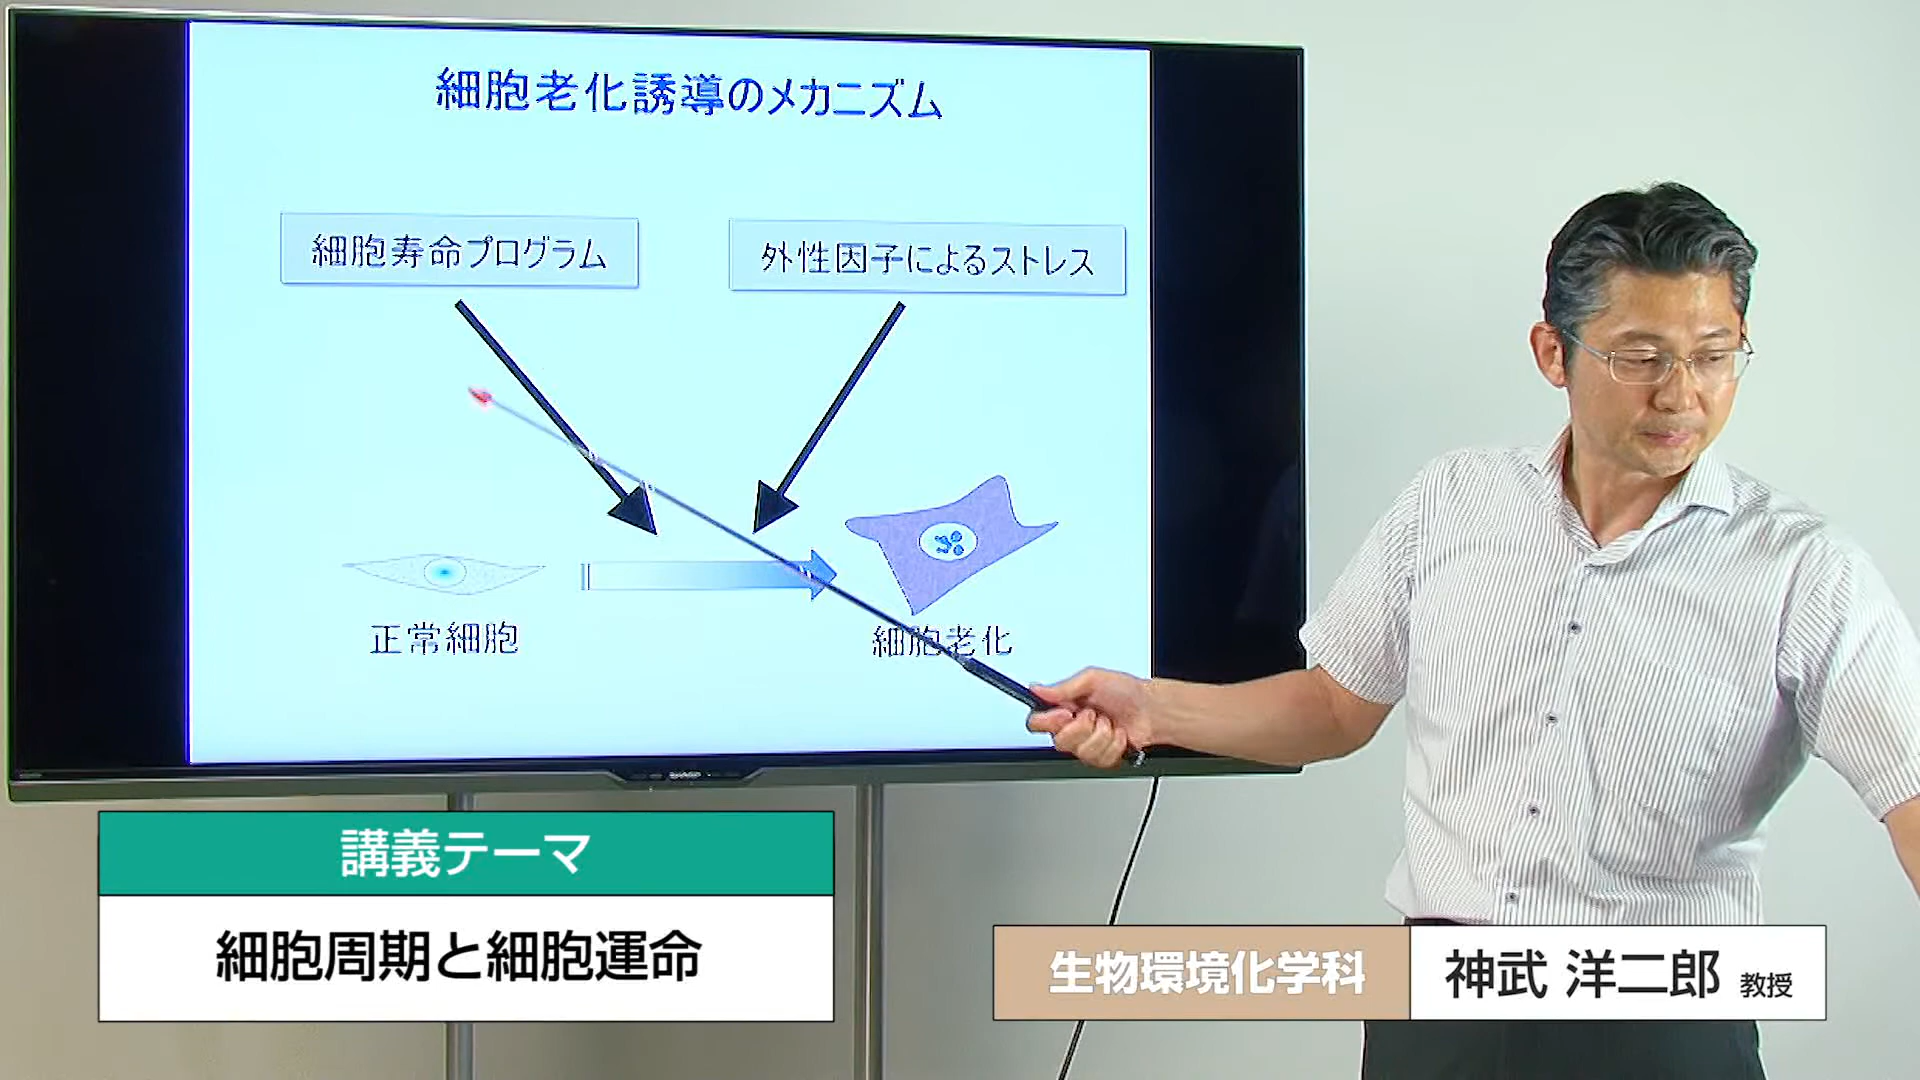 細胞老化誘導のメカニズム
細胞寿命プログラム
外性因子によるストレス
正常細胞
細胞老化
SHARP
講義テーマ
細胞周期と細胞運命
生物環境化学科
神武 洋二郎 教授